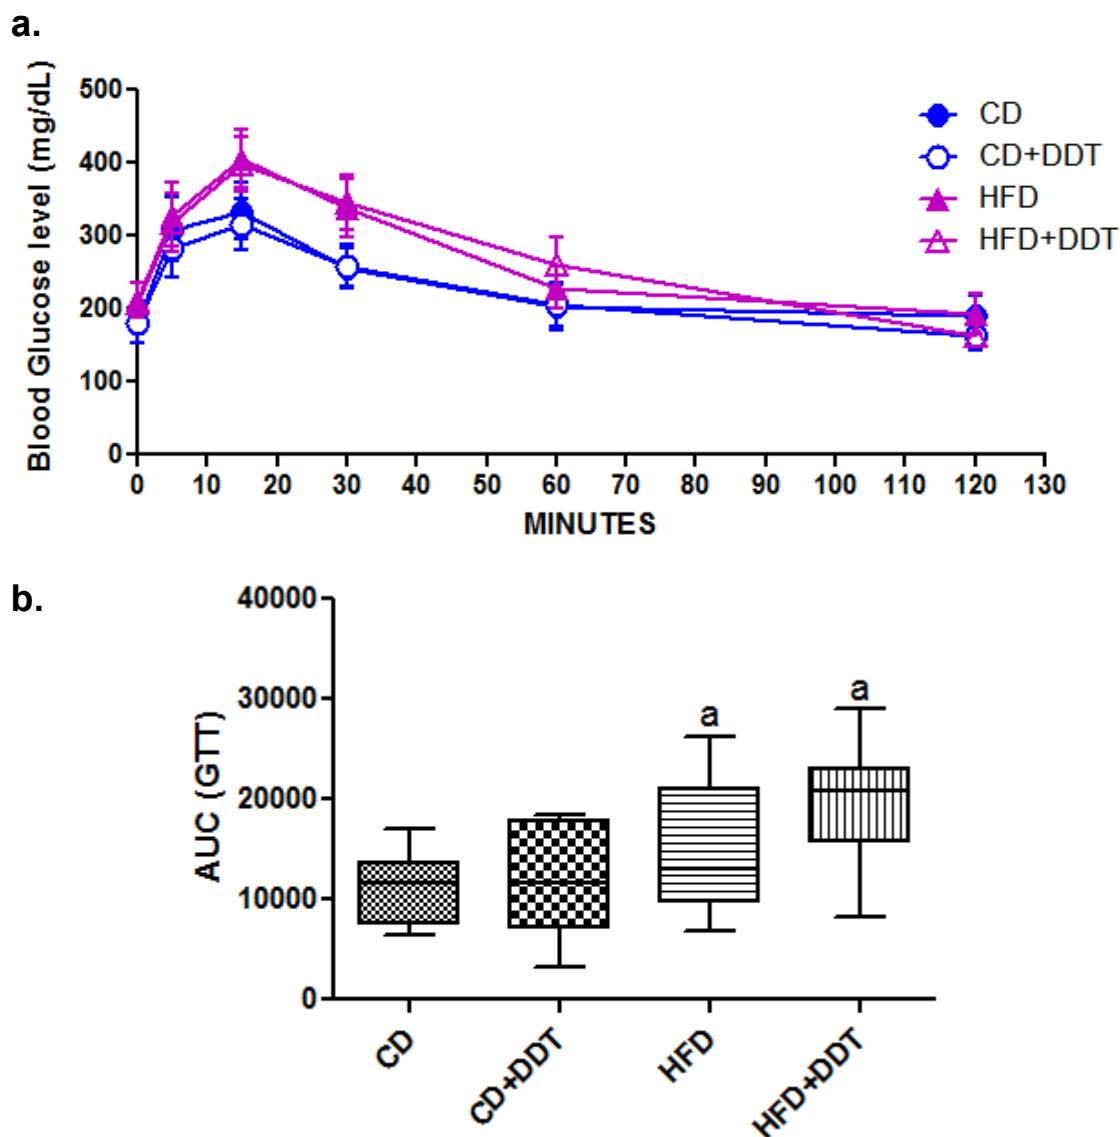 a.
Blood Glucose level (mg/dL)
500
400
300
200
100
0
0 10 20 30 40 50 60 70 80 90 100 110 120 130
MINUTES
CD
CD+DDT
HFD
HFD+DDT
b.
AUC (GTT)
40000
30000
20000
10000
0
a
a
CD
CD+DDT
HFD
HFD+DDT